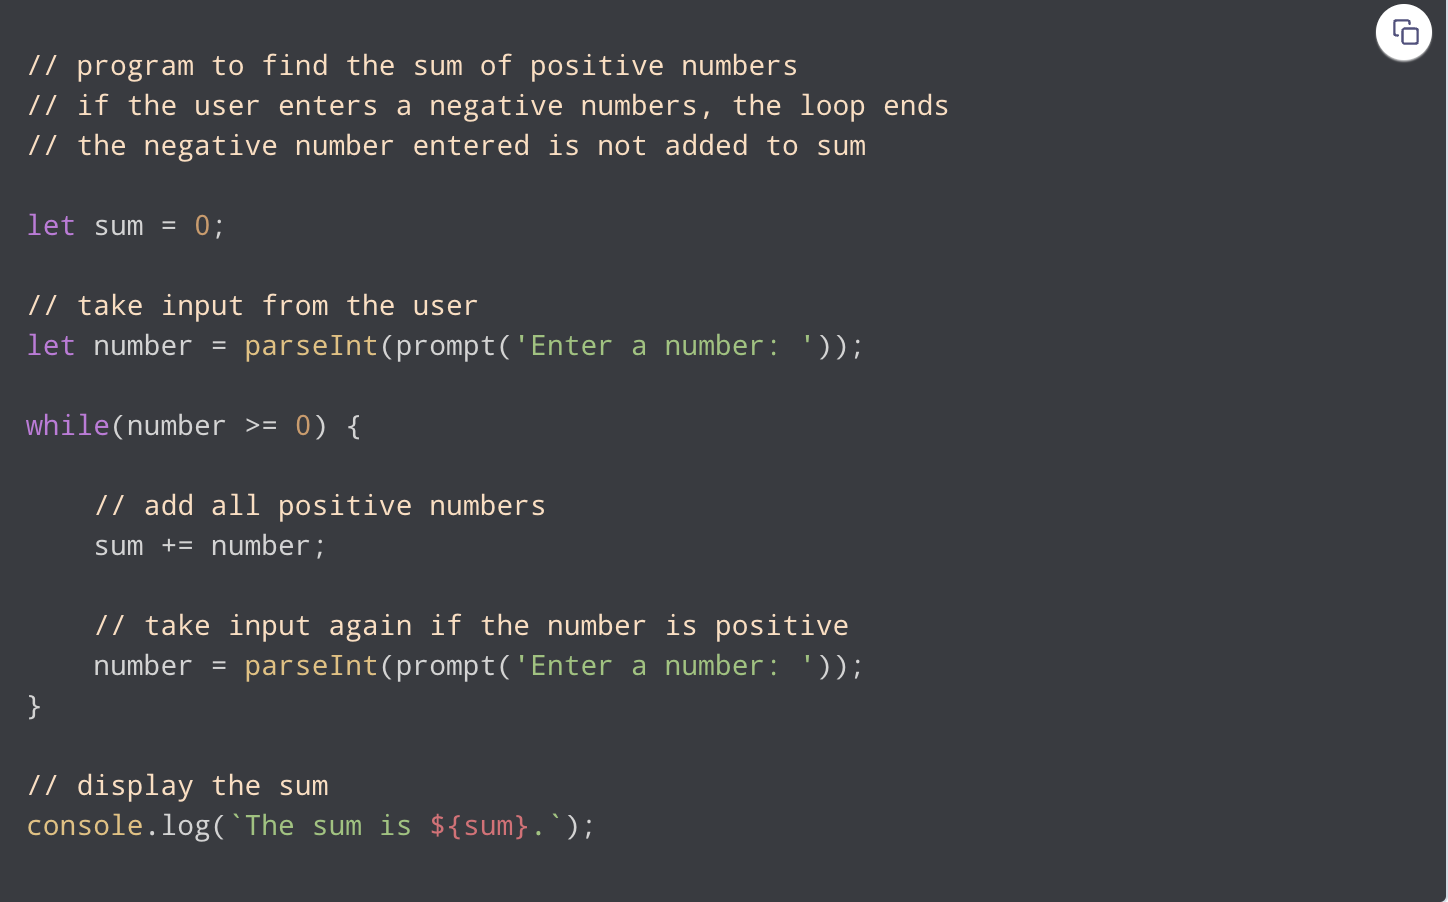 // program to find the sum of positive numbers
// if the user enters a negative numbers, the loop ends
// the negative number entered is not added to sum

let sum = 0;

// take input from the user
let number = parseInt(prompt('Enter a number: '));

while(number >= 0) {

    // add all positive numbers
    sum += number;

    // take input again if the number is positive
    number = parseInt(prompt('Enter a number: '));
}

// display the sum
console.log(`The sum is ${sum}.`);